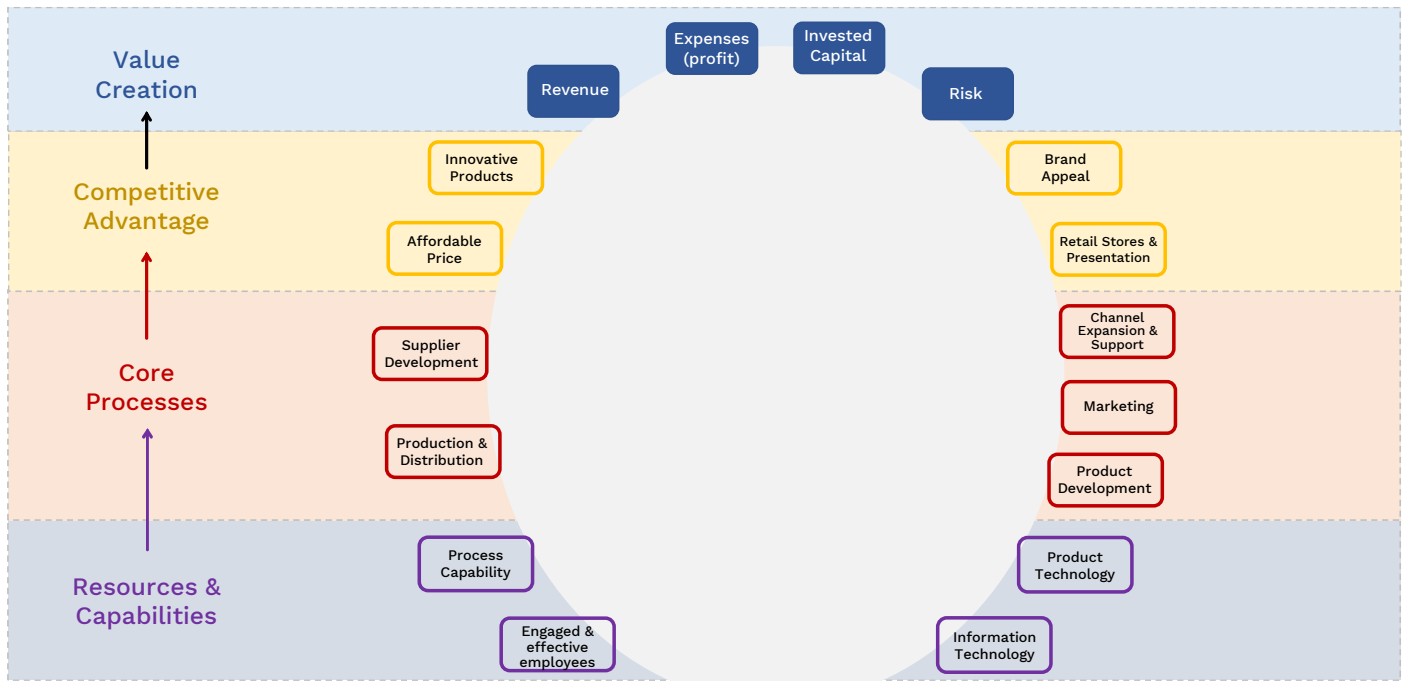 Value
Creation
Expenses
(profit)
Invested
Capital
Revenue
Risk
Competitive
Advantage
Innovative
Products
Brand
Appeal
Affordable
Price
Retail Stores &
Presentation
Core
Processes
Supplier
Development
Channel
Expansion &
Support
Marketing
Production &
Distribution
Product
Development
Resources &
Capabilities
Process
Capability
Product
Technology
Engaged &
effective
employees
Information
Technology